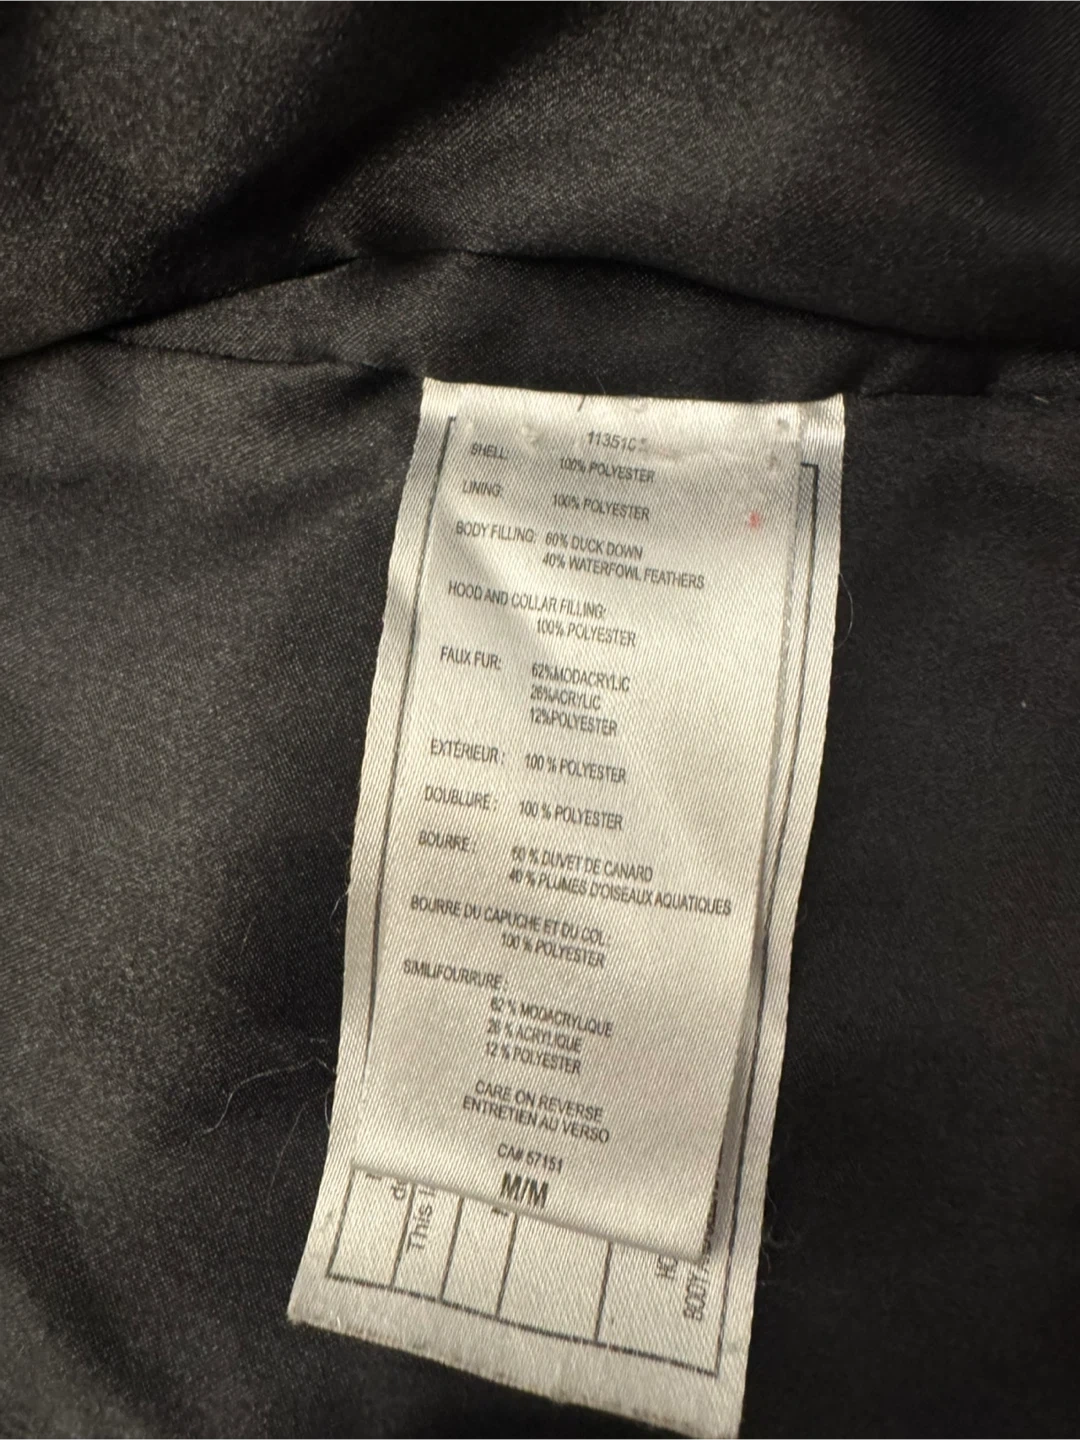 SHELL: 100% POLYESTER
LINING: 100% POLYESTER
BODY FILLING: 60% DUCK DOWN
40% WATERFOWL FEATHERS
HOOD AND COLLAR FILLING:
100% POLYESTER
FAUX FUR: 62%MODACRYLIC
26%ACRYLIC
12%POLYESTER
EXTÉRIEUR : 100 % POLYESTER
DOUBLURE : 100 % POLYESTER
BOURRE : 60 % DUVET DE CANARD
40 % PLUMES D'OISEAUX AQUATIQUES
BOURRE DU CAPUCHE ET DU COL :
100 % POLYESTER
SIMILIFOURRURE :
62 % MODACRYLIQUE
26 % ACRYLIQUE
12 % POLYESTER
CARE ON REVERSE
ENTRETIEN AU VERSO
CA# 57151
M/M
This
BODY